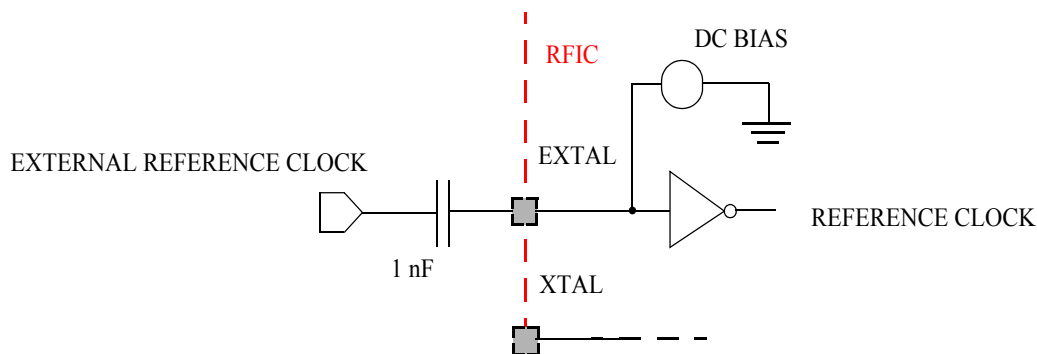 DC BIAS
RFIC
EXTAL
EXTERNAL REFERENCE CLOCK
REFERENCE CLOCK
1 nF
XTAL